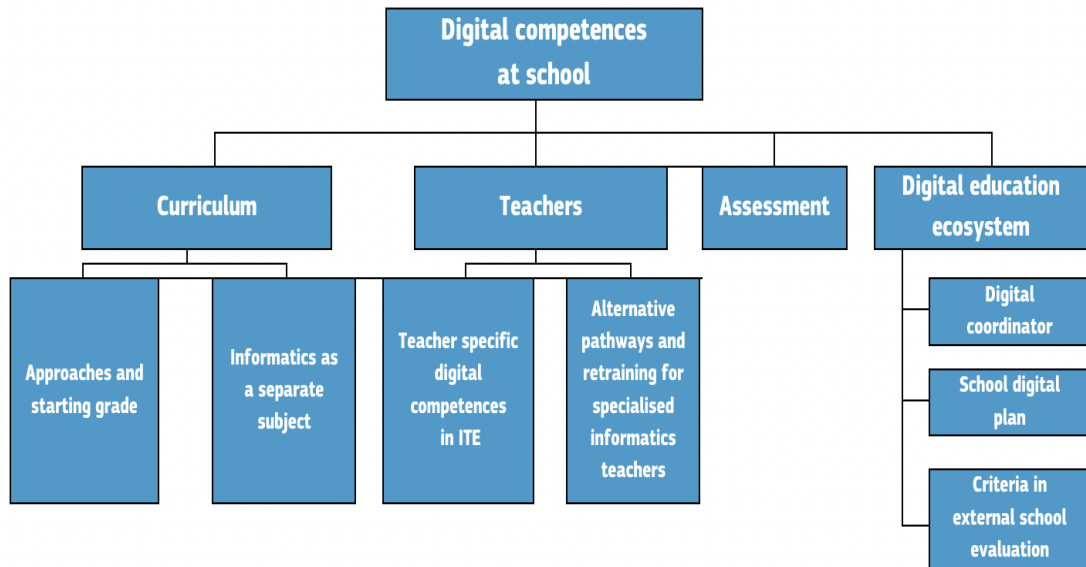 Digital competences
at school
Curriculum
Teachers
Assessment
Digital education
ecosystem
Approaches and
starting grade
Informatics as
a separate
subject
Teacher specific
digital
competences
in ITE
Alternative
pathways and
retraining for
specialised
informatics
teachers
Digital
coordinator
School digital
plan
Criteria in
external school
evaluation